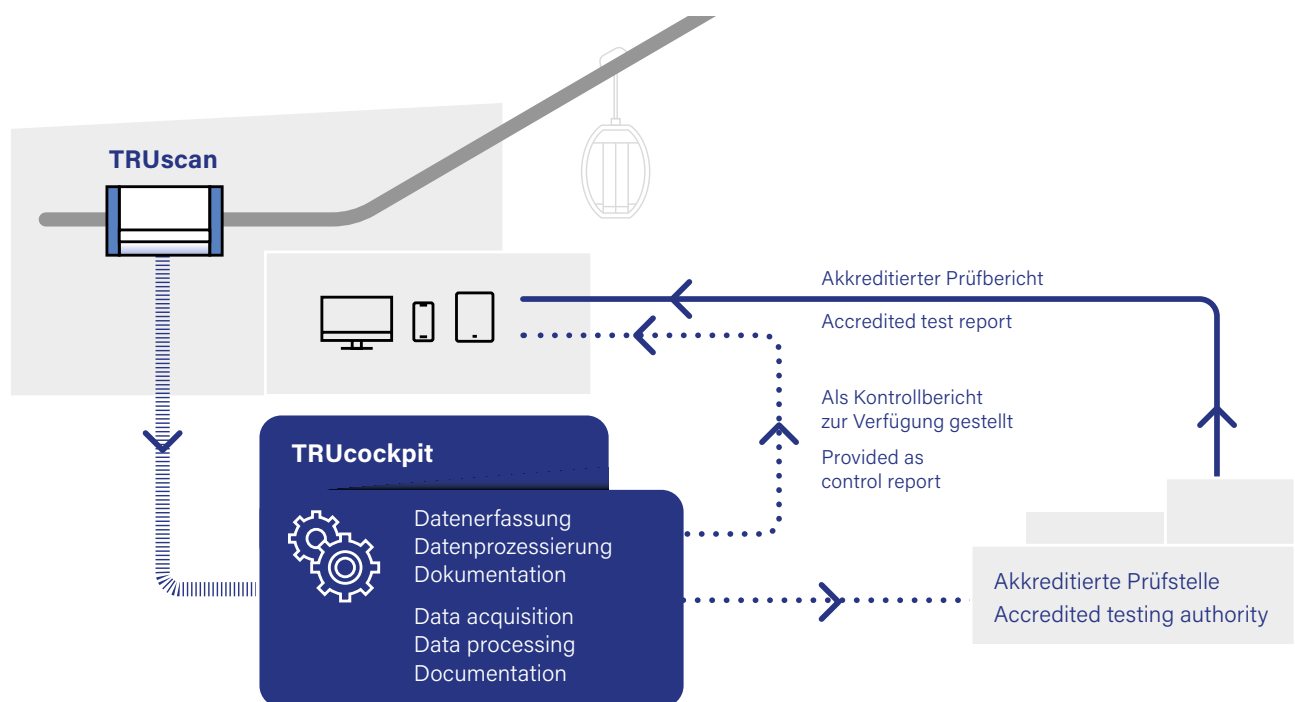 TRUscan
Akkreditierter Prüfbericht
Accredited test report
Als Kontrollbericht
zur Verfügung gestellt
Provided as
control report
TRUcockpit
Datenerfassung
Datenprozessierung
Dokumentation
Data acquisition
Data processing
Documentation
Akkreditierte Prüfstelle
Accredited testing authority